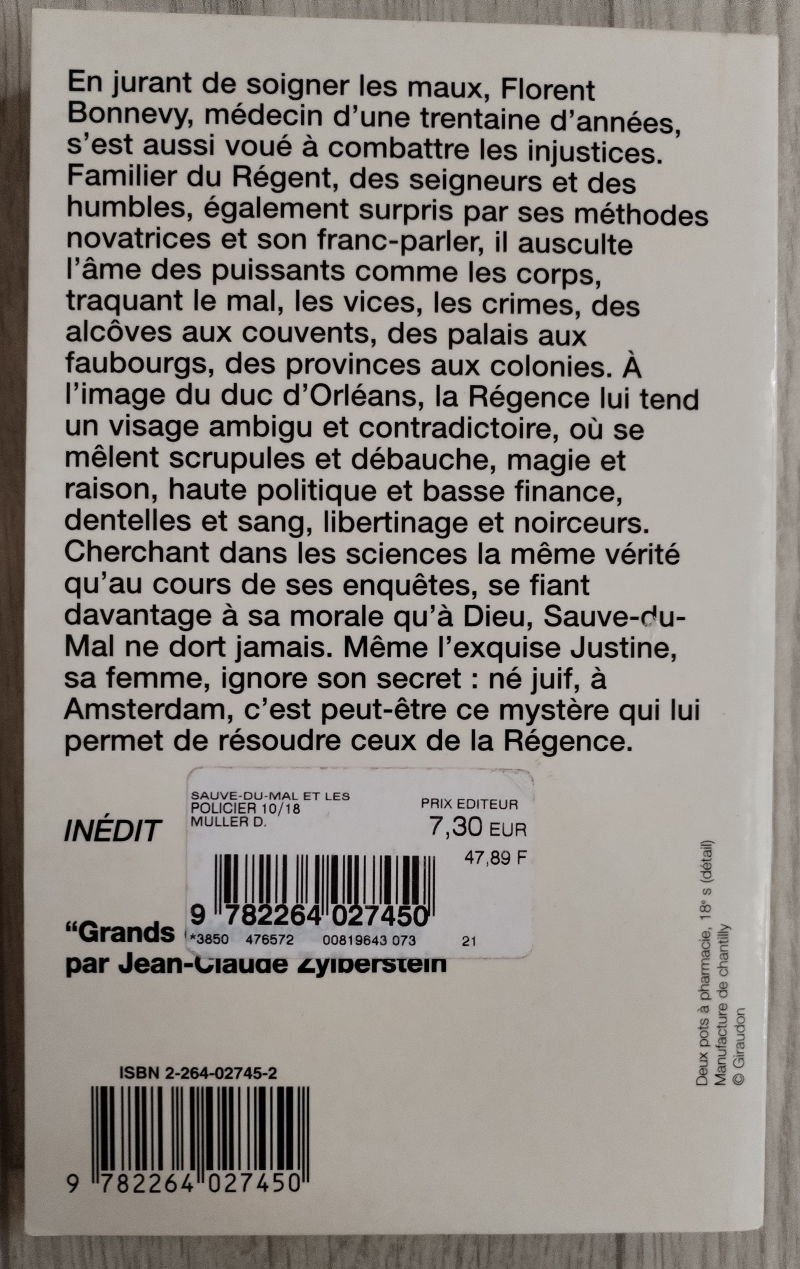 En jurant de soigner les maux, Florent
Bonnevy, médecin d'une trentaine d'années,
s'est aussi voué à combattre les injustices.
Familier du Régent, des seigneurs et des
humbles, également surpris par ses méthodes
novatrices et son franc-parler, il ausculte
l'âme des puissants comme les corps,
traquant le mal, les vices, les crimes, des
alcôves aux couvents, des palais aux
faubourgs, des provinces aux colonies. À
l'image du duc d'Orléans, la Régence lui tend
un visage ambigu et contradictoire, où se
mêlent scrupules et débauche, magie et
raison, haute politique et basse finance,
dentelles et sang, libertinage et noirceurs.
Cherchant dans les sciences la même vérité
qu'au cours de ses enquêtes, se fiant
davantage à sa morale qu'à Dieu, Sauve-du-
Mal ne dort jamais. Même l'exquise Justine,
sa femme, ignore son secret : né juif, à
Amsterdam, c'est peut-être ce mystère qui lui
permet de résoudre ceux de la Régence.
INÉDIT
SAUVE-DU-MAL ET LES
POLICIER 10/18
MULLER D.
PRIX EDITEUR
7,30 EUR
47,89 F
9 782264 027450
*3850 476572 00819643 073 21
“Grands
par Jean-Claude Zylberstein
ISBN 2-264-02745-2
9 782264 027450
Deux pots à pharmacie, 18e s (détail)
Manufacture de chantilly
© Giraudon